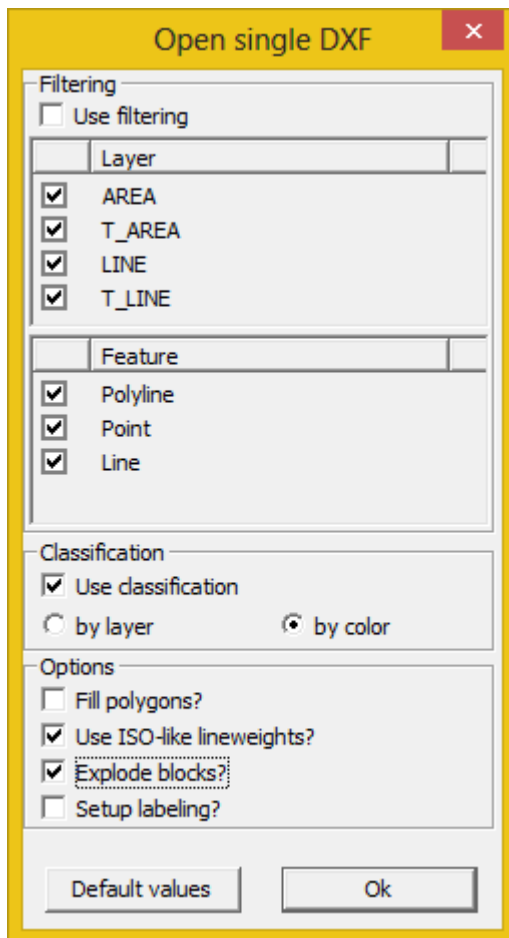 Open single DXF
Filtering
Use filtering
Layer
AREA
T_AREA
LINE
T_LINE
Feature
Polyline
Point
Line
Classification
Use classification
by layer by color
Options
Fill polygons?
Use ISO-like lineweights?
Explode blocks?
Setup labeling?
Default values Ok